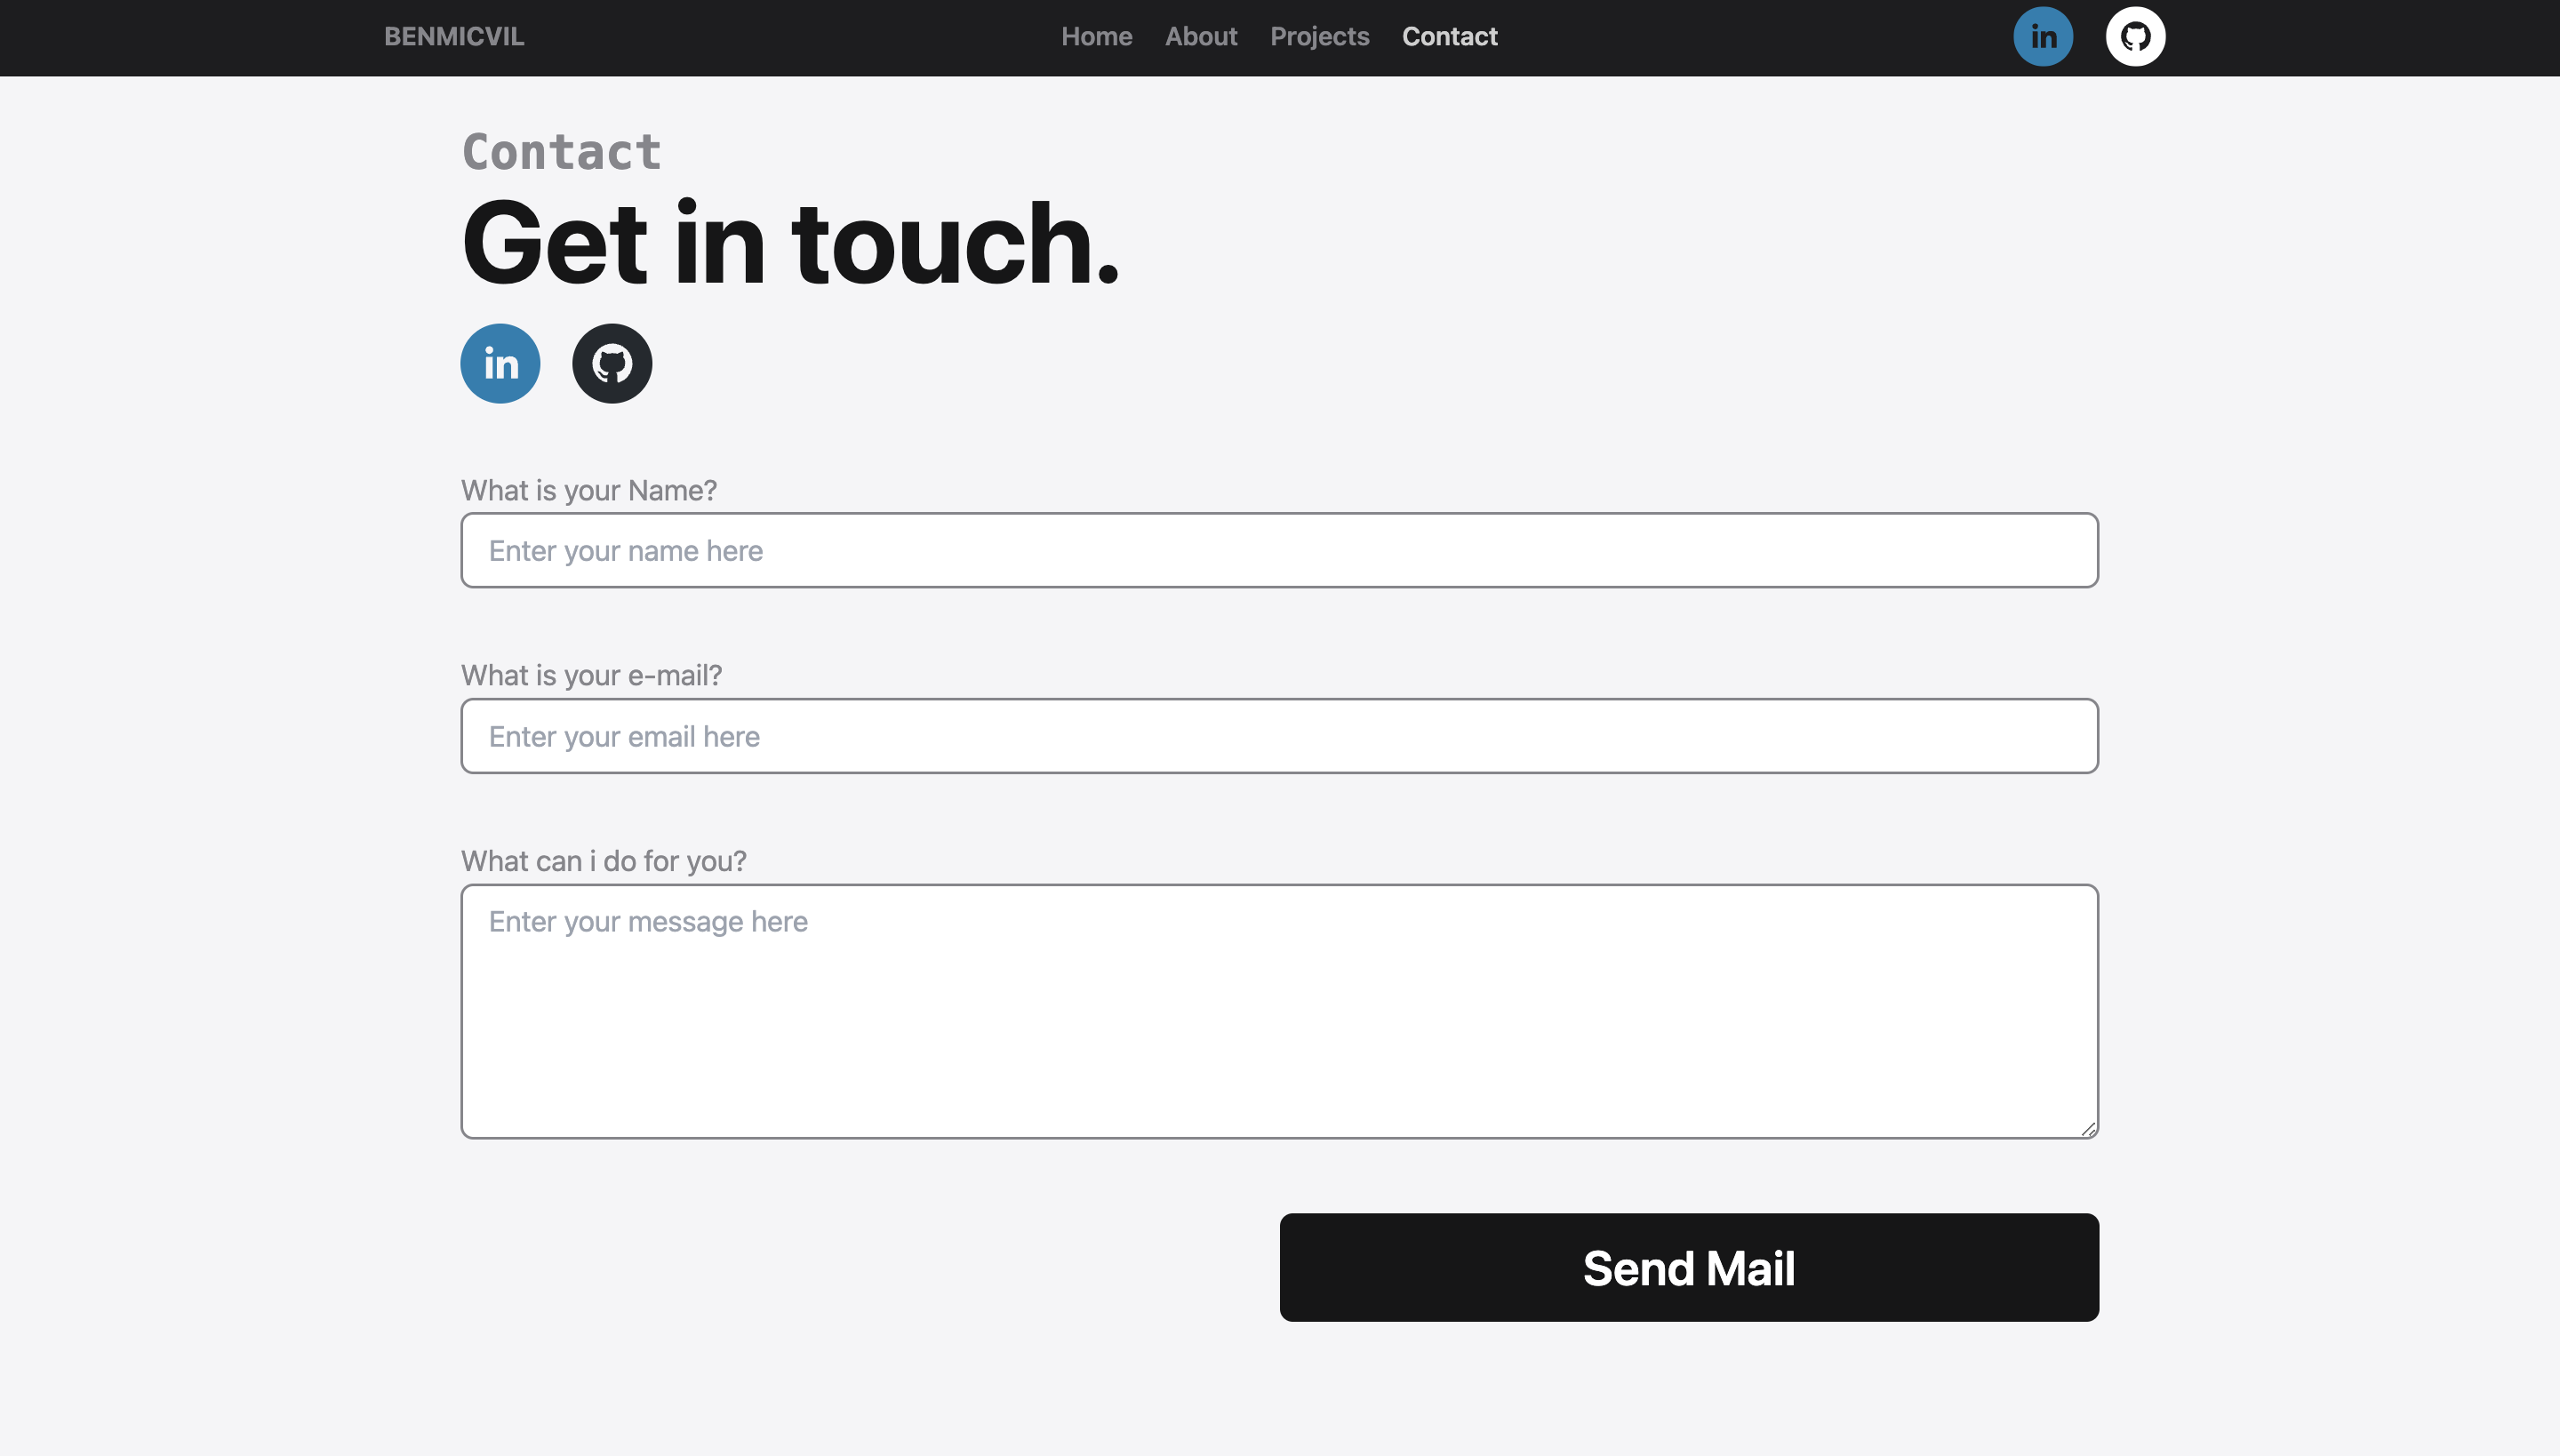 BENMICVIL
Home About Projects Contact
in
Contact
Get in touch.
in
What is your Name?
Enter your name here
What is your e-mail?
Enter your email here
What can i do for you?
Enter your message here
Send Mail